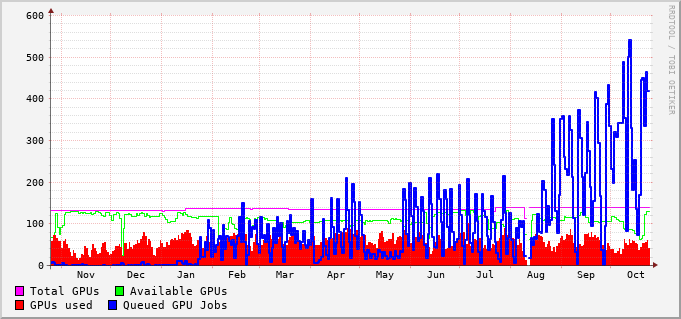 600
500
400
300
200
100
0
Nov Dec Jan Feb Mar Apr May Jun Jul Aug Sep Oct
Total GPUs Available GPUs
GPUs used Queued GPU Jobs
RRDTOOL / TOBI OETIKER